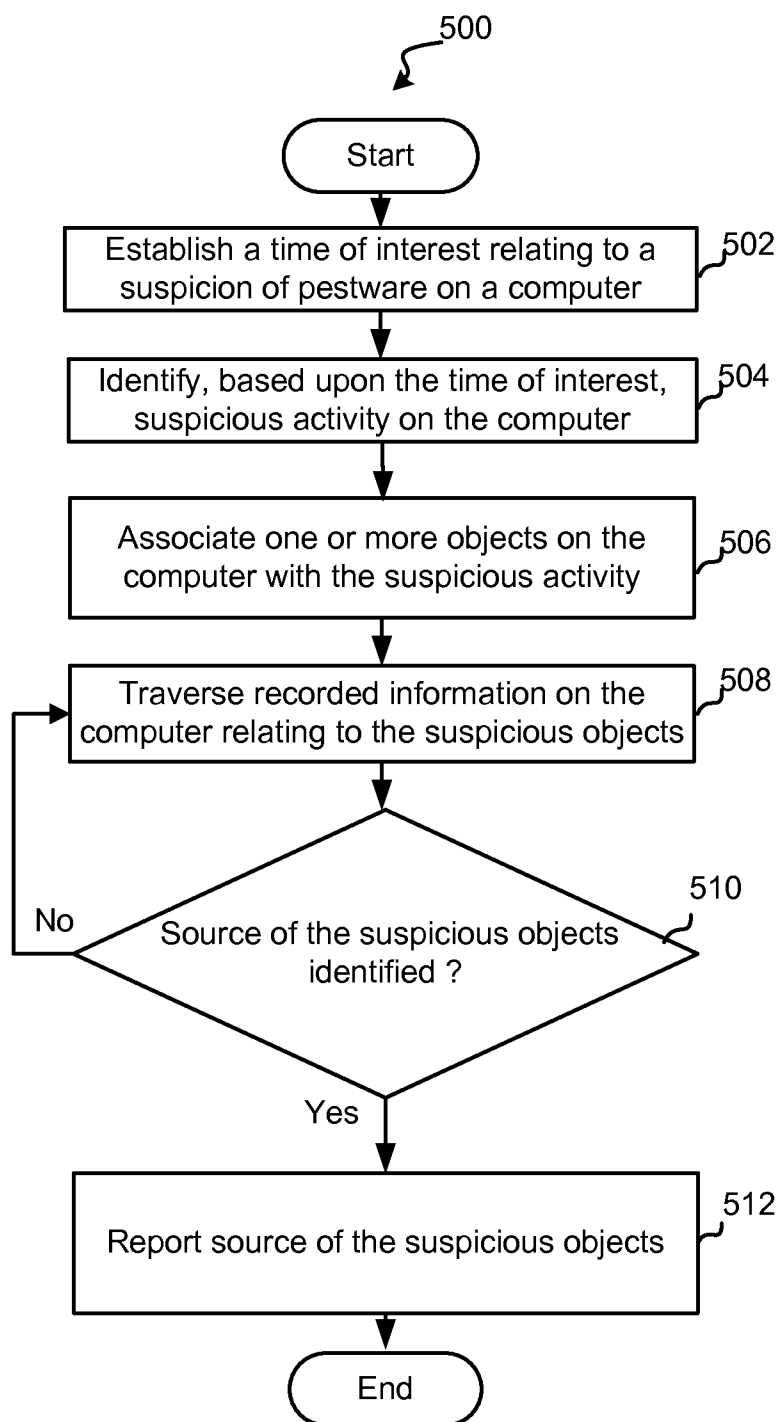 500
Start
Establish a time of interest relating to a
suspicion of pestware on a computer
502
Identify, based upon the time of interest,
suspicious activity on the computer
504
Associate one or more objects on the
computer with the suspicious activity
506
Traverse recorded information on the
computer relating to the suspicious objects
508
510
No
Source of the suspicious objects
identified ?
Yes
Report source of the suspicious objects
512
End